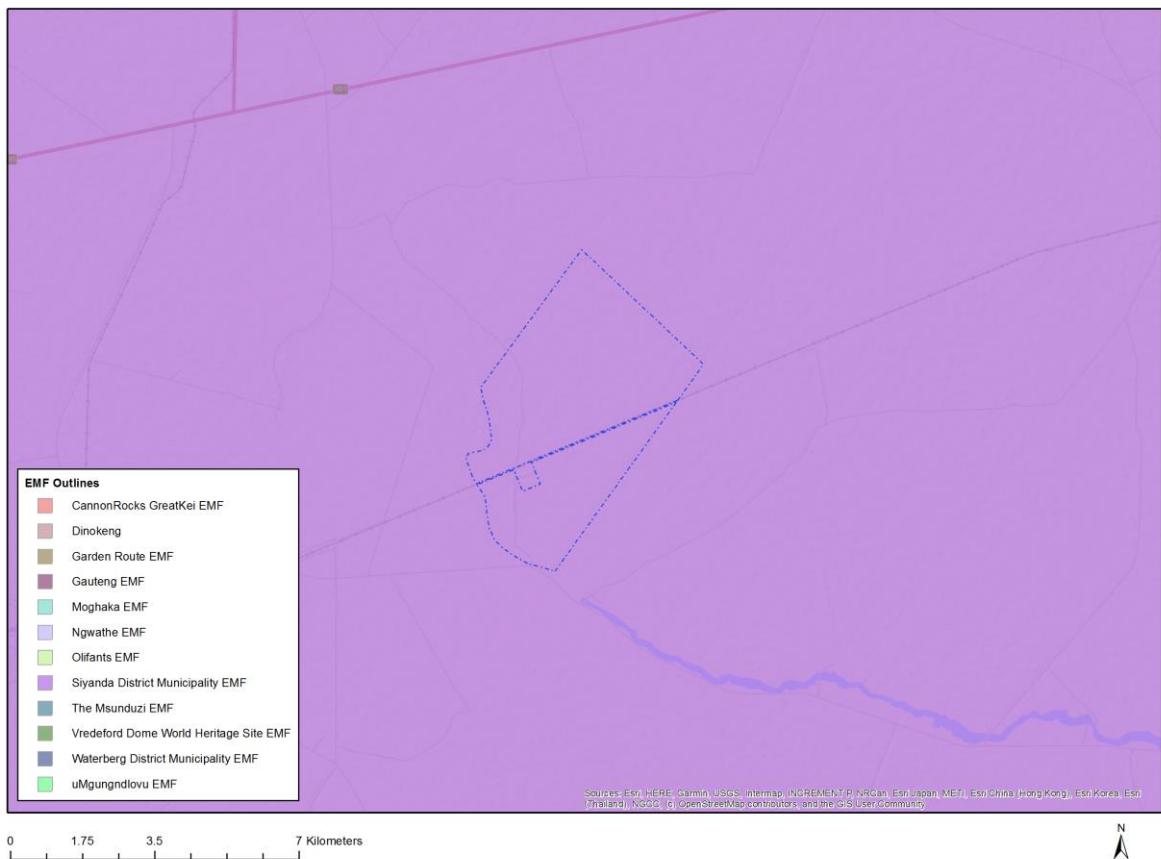 EMF Outlines
CannonRocks GreatKei EMF
Dinokeng
Garden Route EMF
Gauteng EMF
Moghaka EMF
Ngwathe EMF
Olifants EMF
Siyanda District Municipality EMF
The Msunduzi EMF
Vredeford Dome World Heritage Site EMF
Waterberg District Municipality EMF
uMgungndlovu EMF
Sources: Esri, HERE, Garmin, USGS, Intermap, INCREMENT P, NRCan, Esri Japan, METI, Esri China (Hong Kong), Esri Korea, Esri
(Thailand), NGCC, (c) OpenStreetMap contributors, and the GIS User Community
0 1.75 3.5 7 Kilometers
N